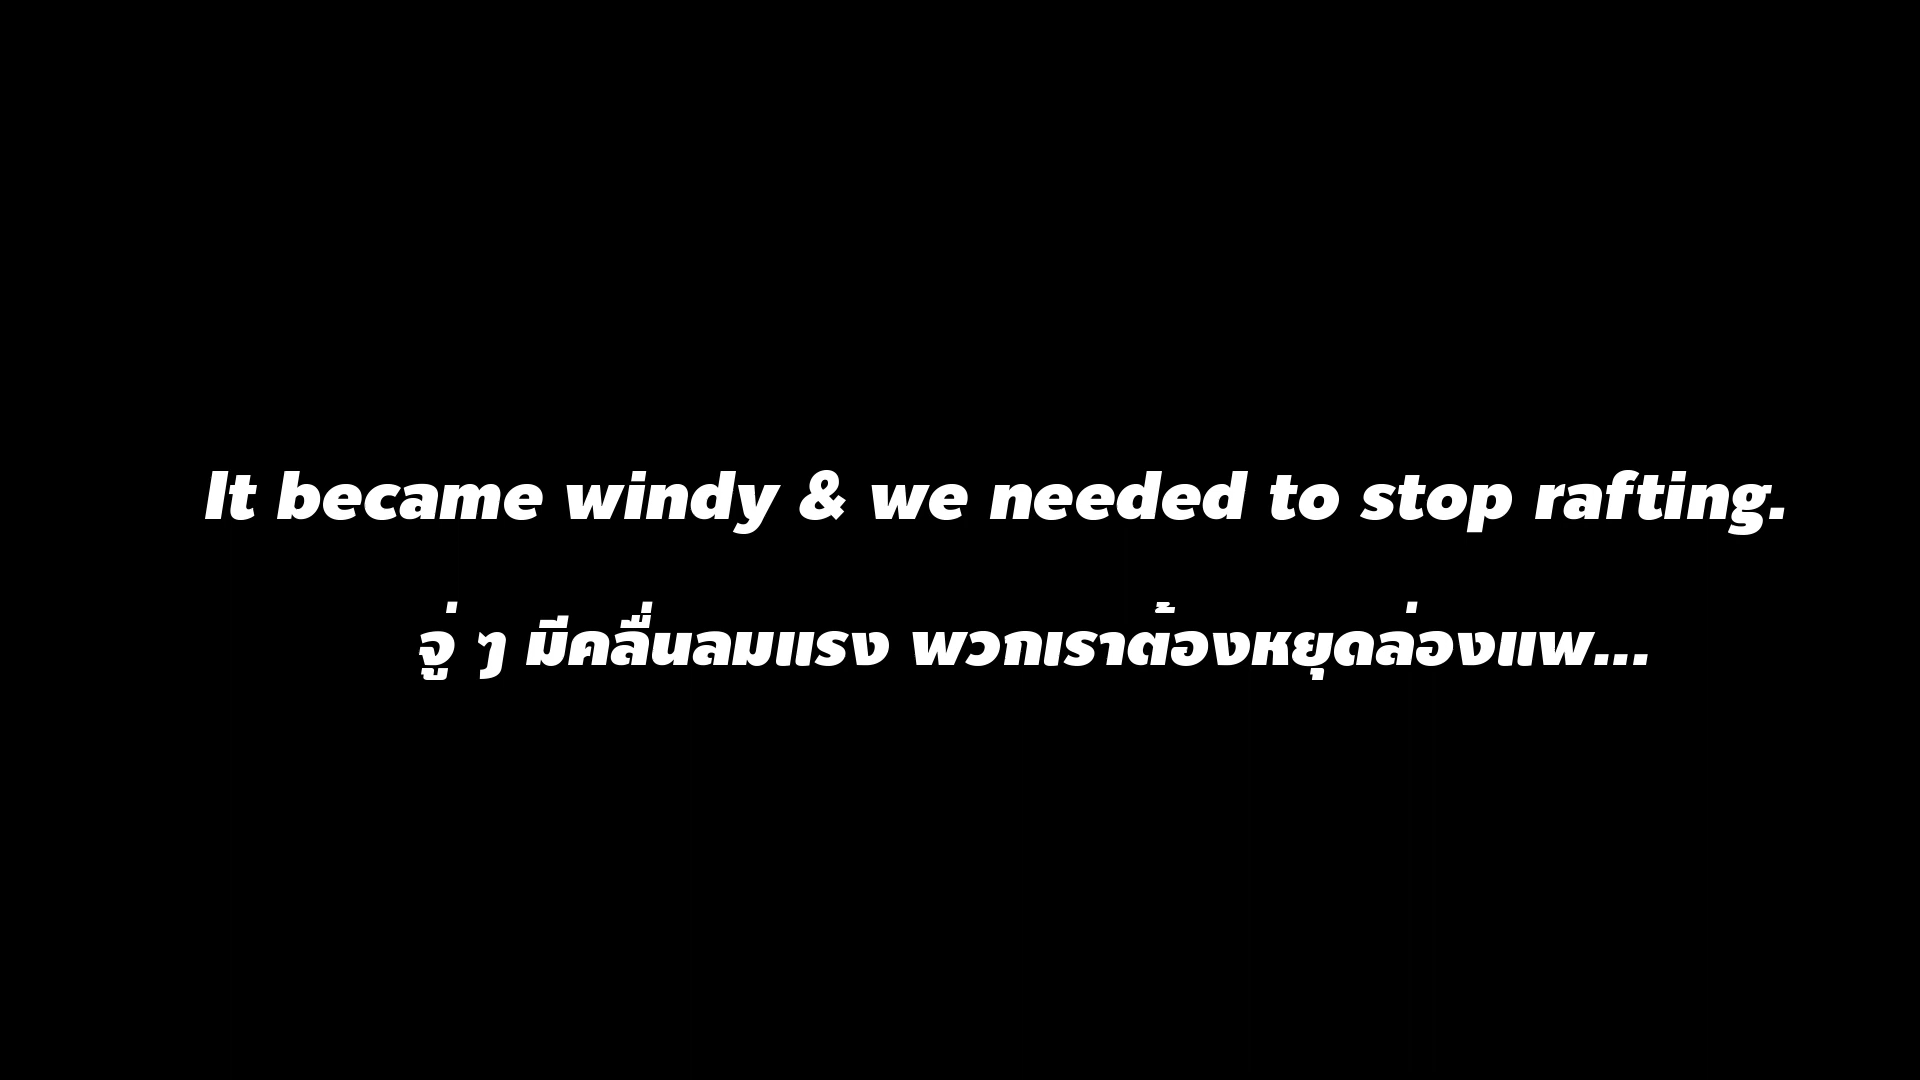 It became windy & we needed to stop rafting.
จู่ ๆ มีคลื่นลมแรง พวกเราต้องหยุดล่องแพ...